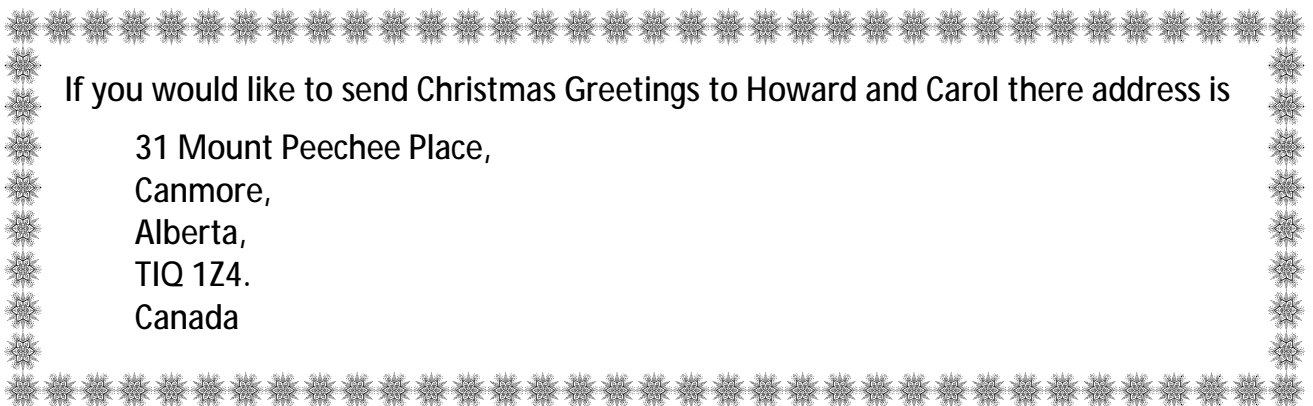 If you would like to send Christmas Greetings to Howard and Carol there address is
31 Mount Peechee Place,
Canmore,
Alberta,
TIQ 1Z4.
Canada